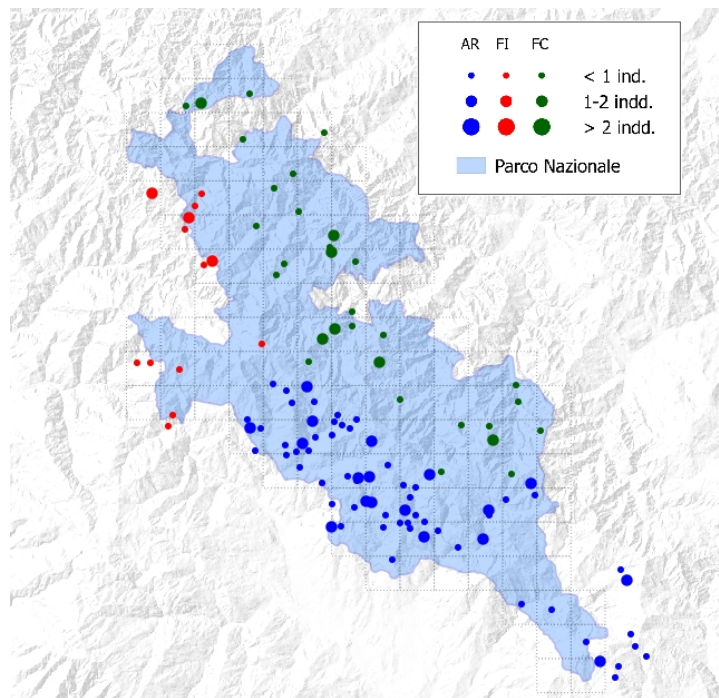 AR FI FC
< 1 ind.
1-2 indd.
> 2 indd.
Parco Nazionale